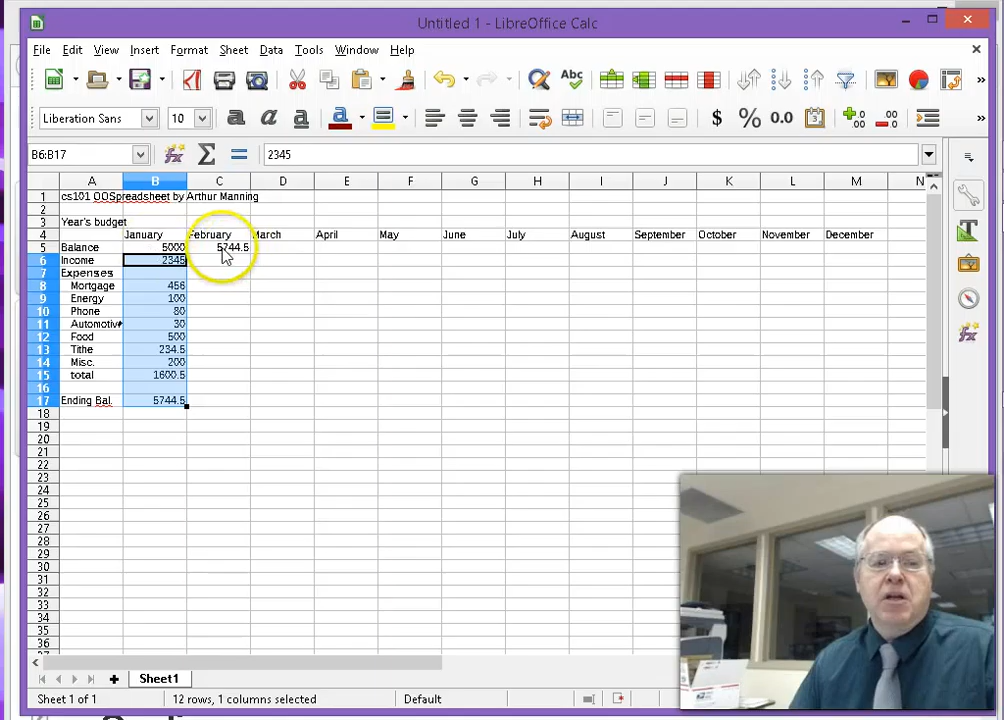 Untitled 1 - LibreOffice Calc
File Edit View Insert Format Sheet Data Tools Window Help
Liberation Sans 10 a a a a $ % 0.0
B6:B17 2345
A B C D E F G H I J K L M N
1 cs101 OOSpreadsheet by Arthur Manning
2
3 Year's budget
4 January February March April May June July August September October November December
5 Balance 5000 5744.5
6 Income 2345
7 Expenses
8 Mortgage 456
9 Energy 100
10 Phone 80
11 Automotiv 30
12 Food 500
13 Tithe 234.5
14 Misc. 200
15 total 1600.5
16
17 Ending Bal. 5744.5
18
19
20
21
22
23
24
25
26
27
28
29
30
31
32
33
34
35
36
Sheet1
Sheet 1 of 1 12 rows, 1 columns selected Default